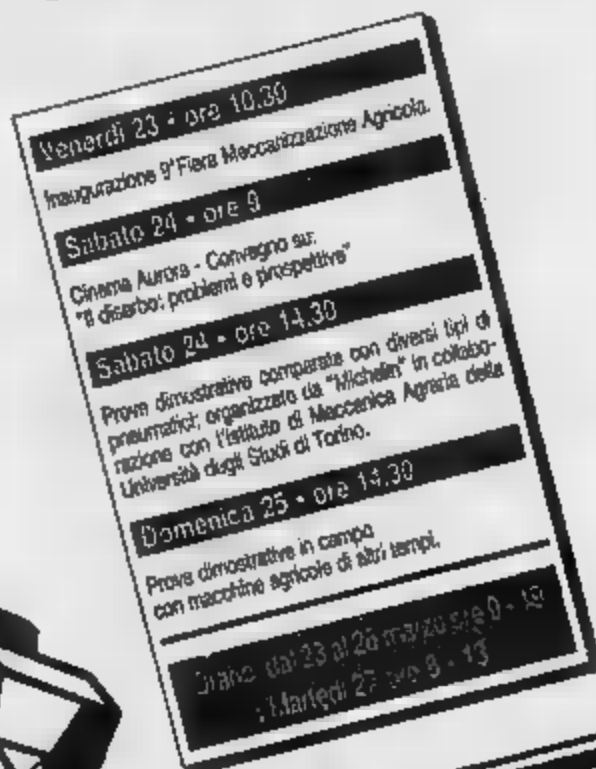 Venerdì 23 • ore 10.30
Inaugurazione 9ª Fiera Meccanizzazione Agricola.
Sabato 24 • ore 9
Cinema Aurora - Convegno su:
"Il diserbo: problemi e prospettive"
Sabato 24 • ore 14.30
Prove dimostrative comparate con diversi tipi di
pneumatici; organizzate da "Michelin" in collabo-
razione con l'Istituto di Meccanica Agraria della
Università degli Studi di Torino.
Domenica 25 • ore 14.30
Prove dimostrative in campo
con macchine agricole di altri tempi.
Orario: dal 23 al 26 marzo ore 9 - 19
: Martedì 27 ore 8 - 13